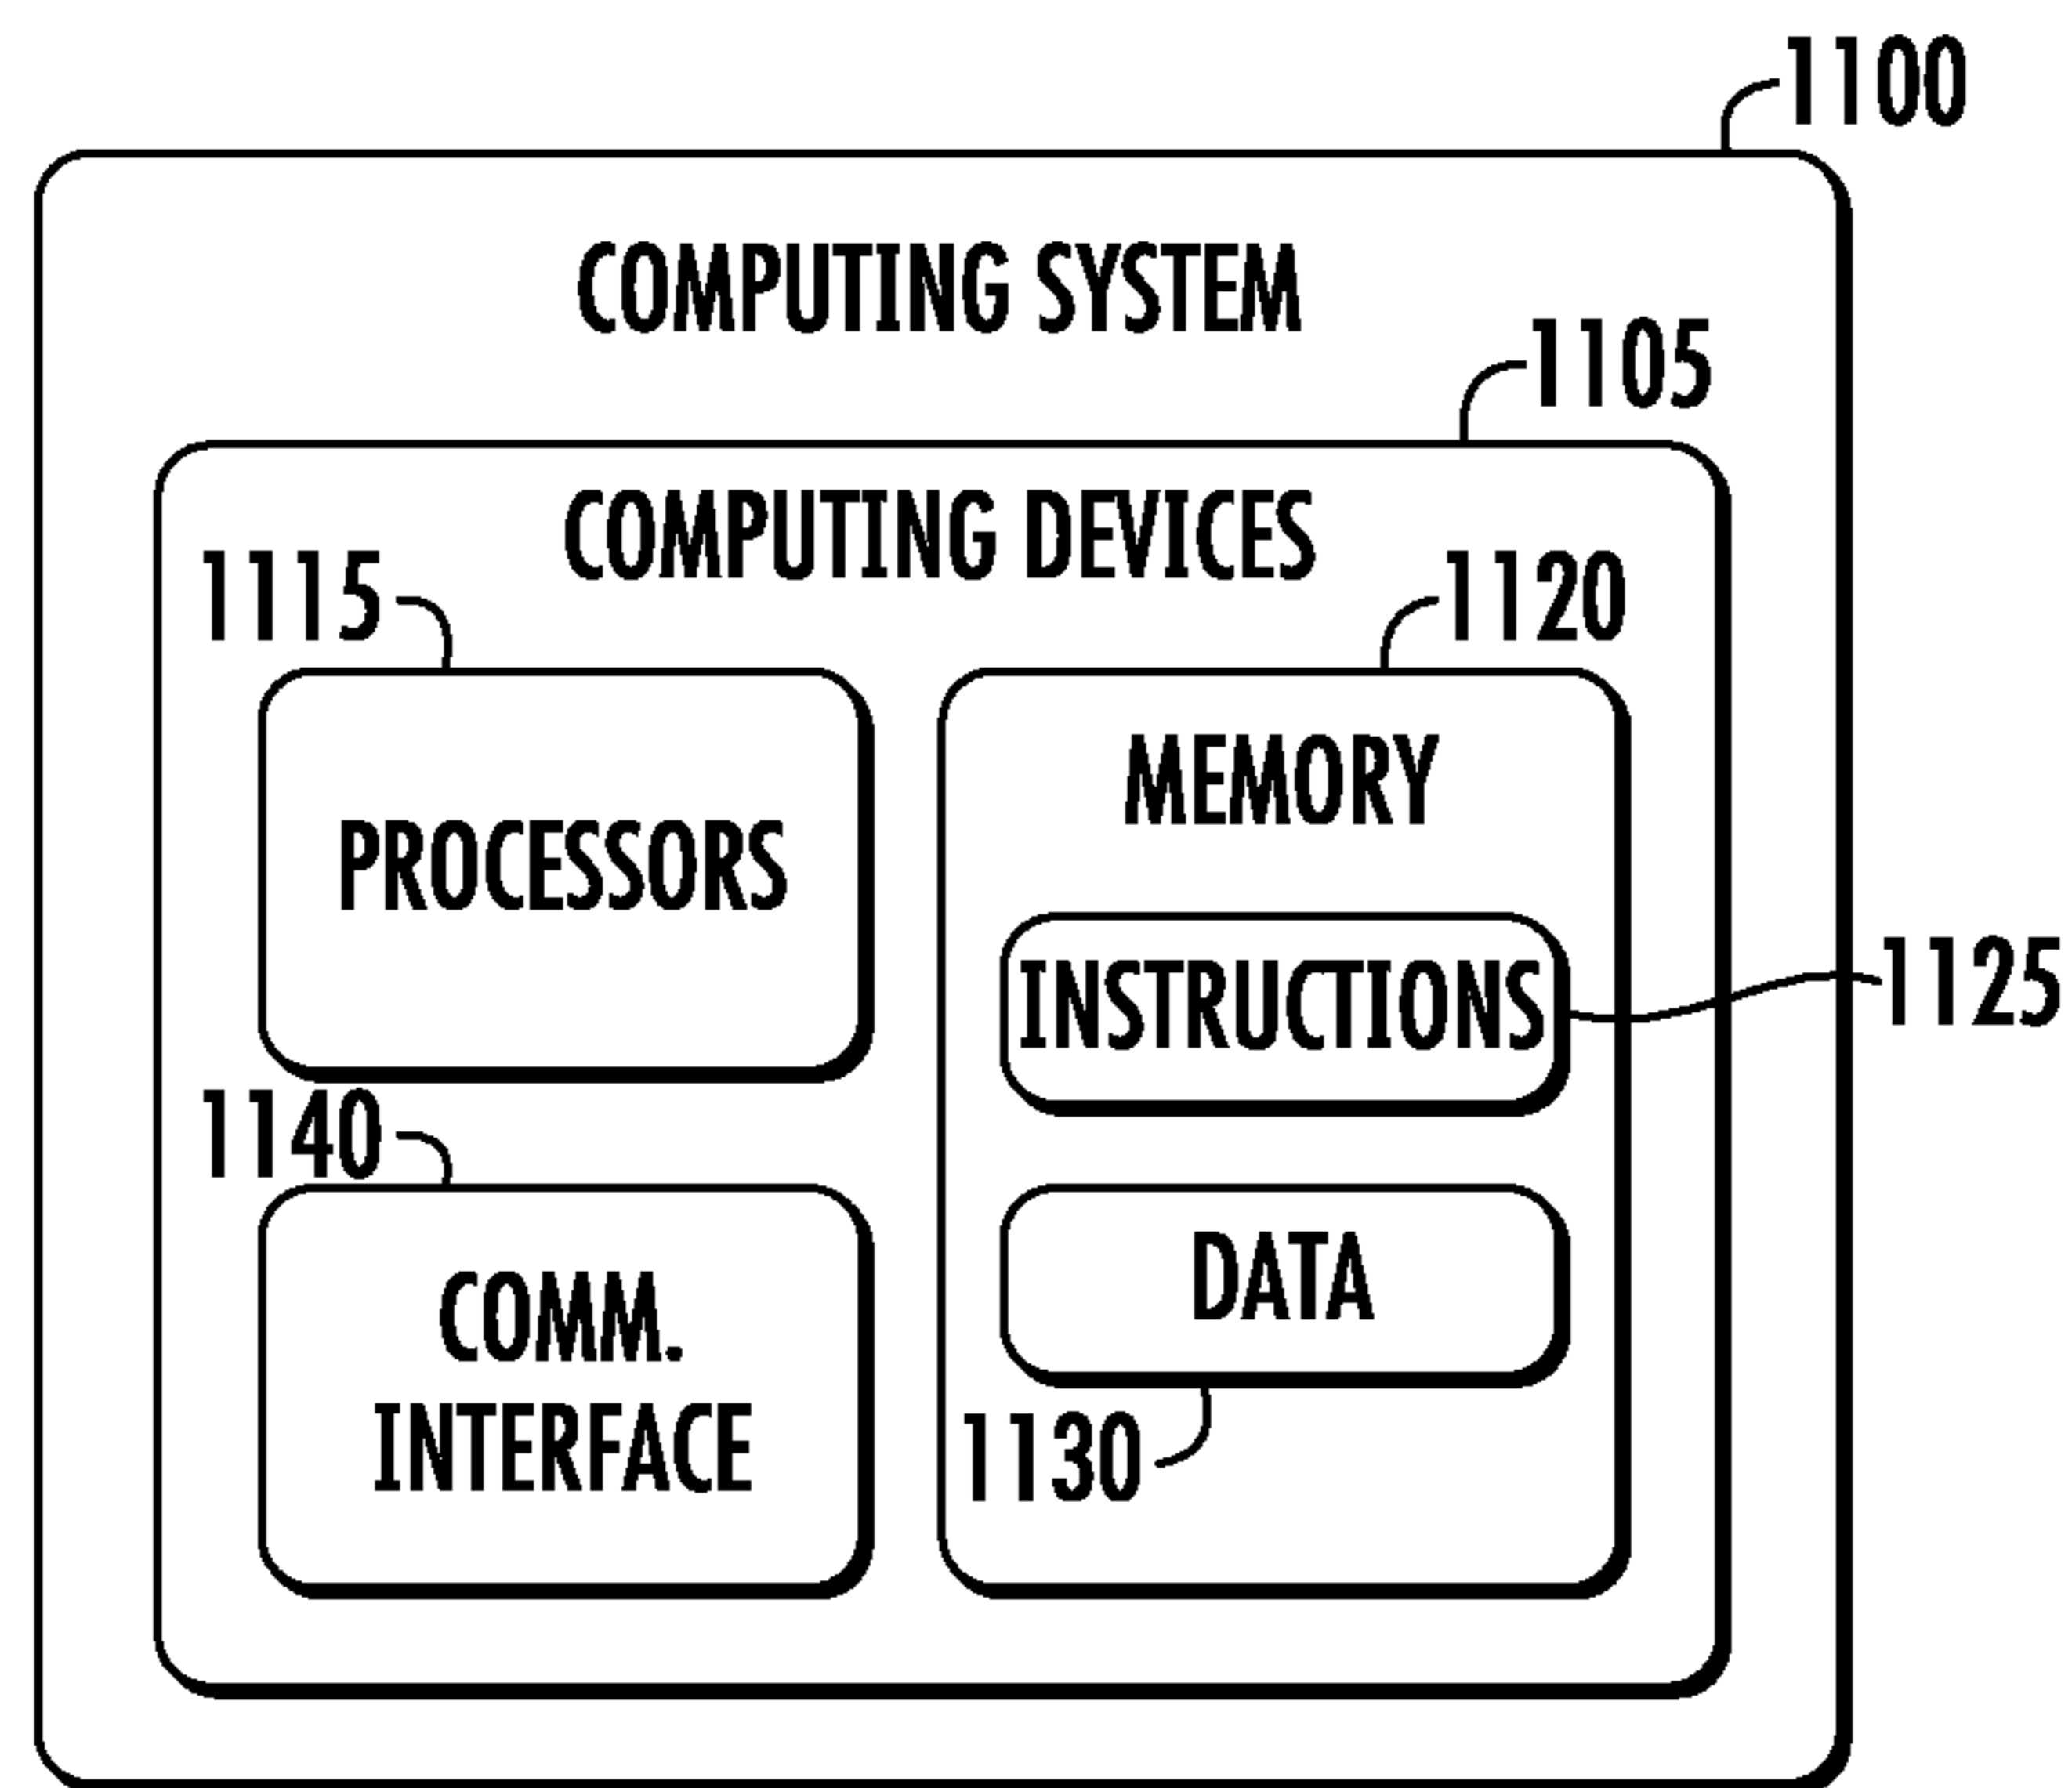 1100
COMPUTING SYSTEM
1105
COMPUTING DEVICES
1115
1120
PROCESSORS
MEMORY
INSTRUCTIONS
1125
1140
COMM.
INTERFACE
DATA
1130